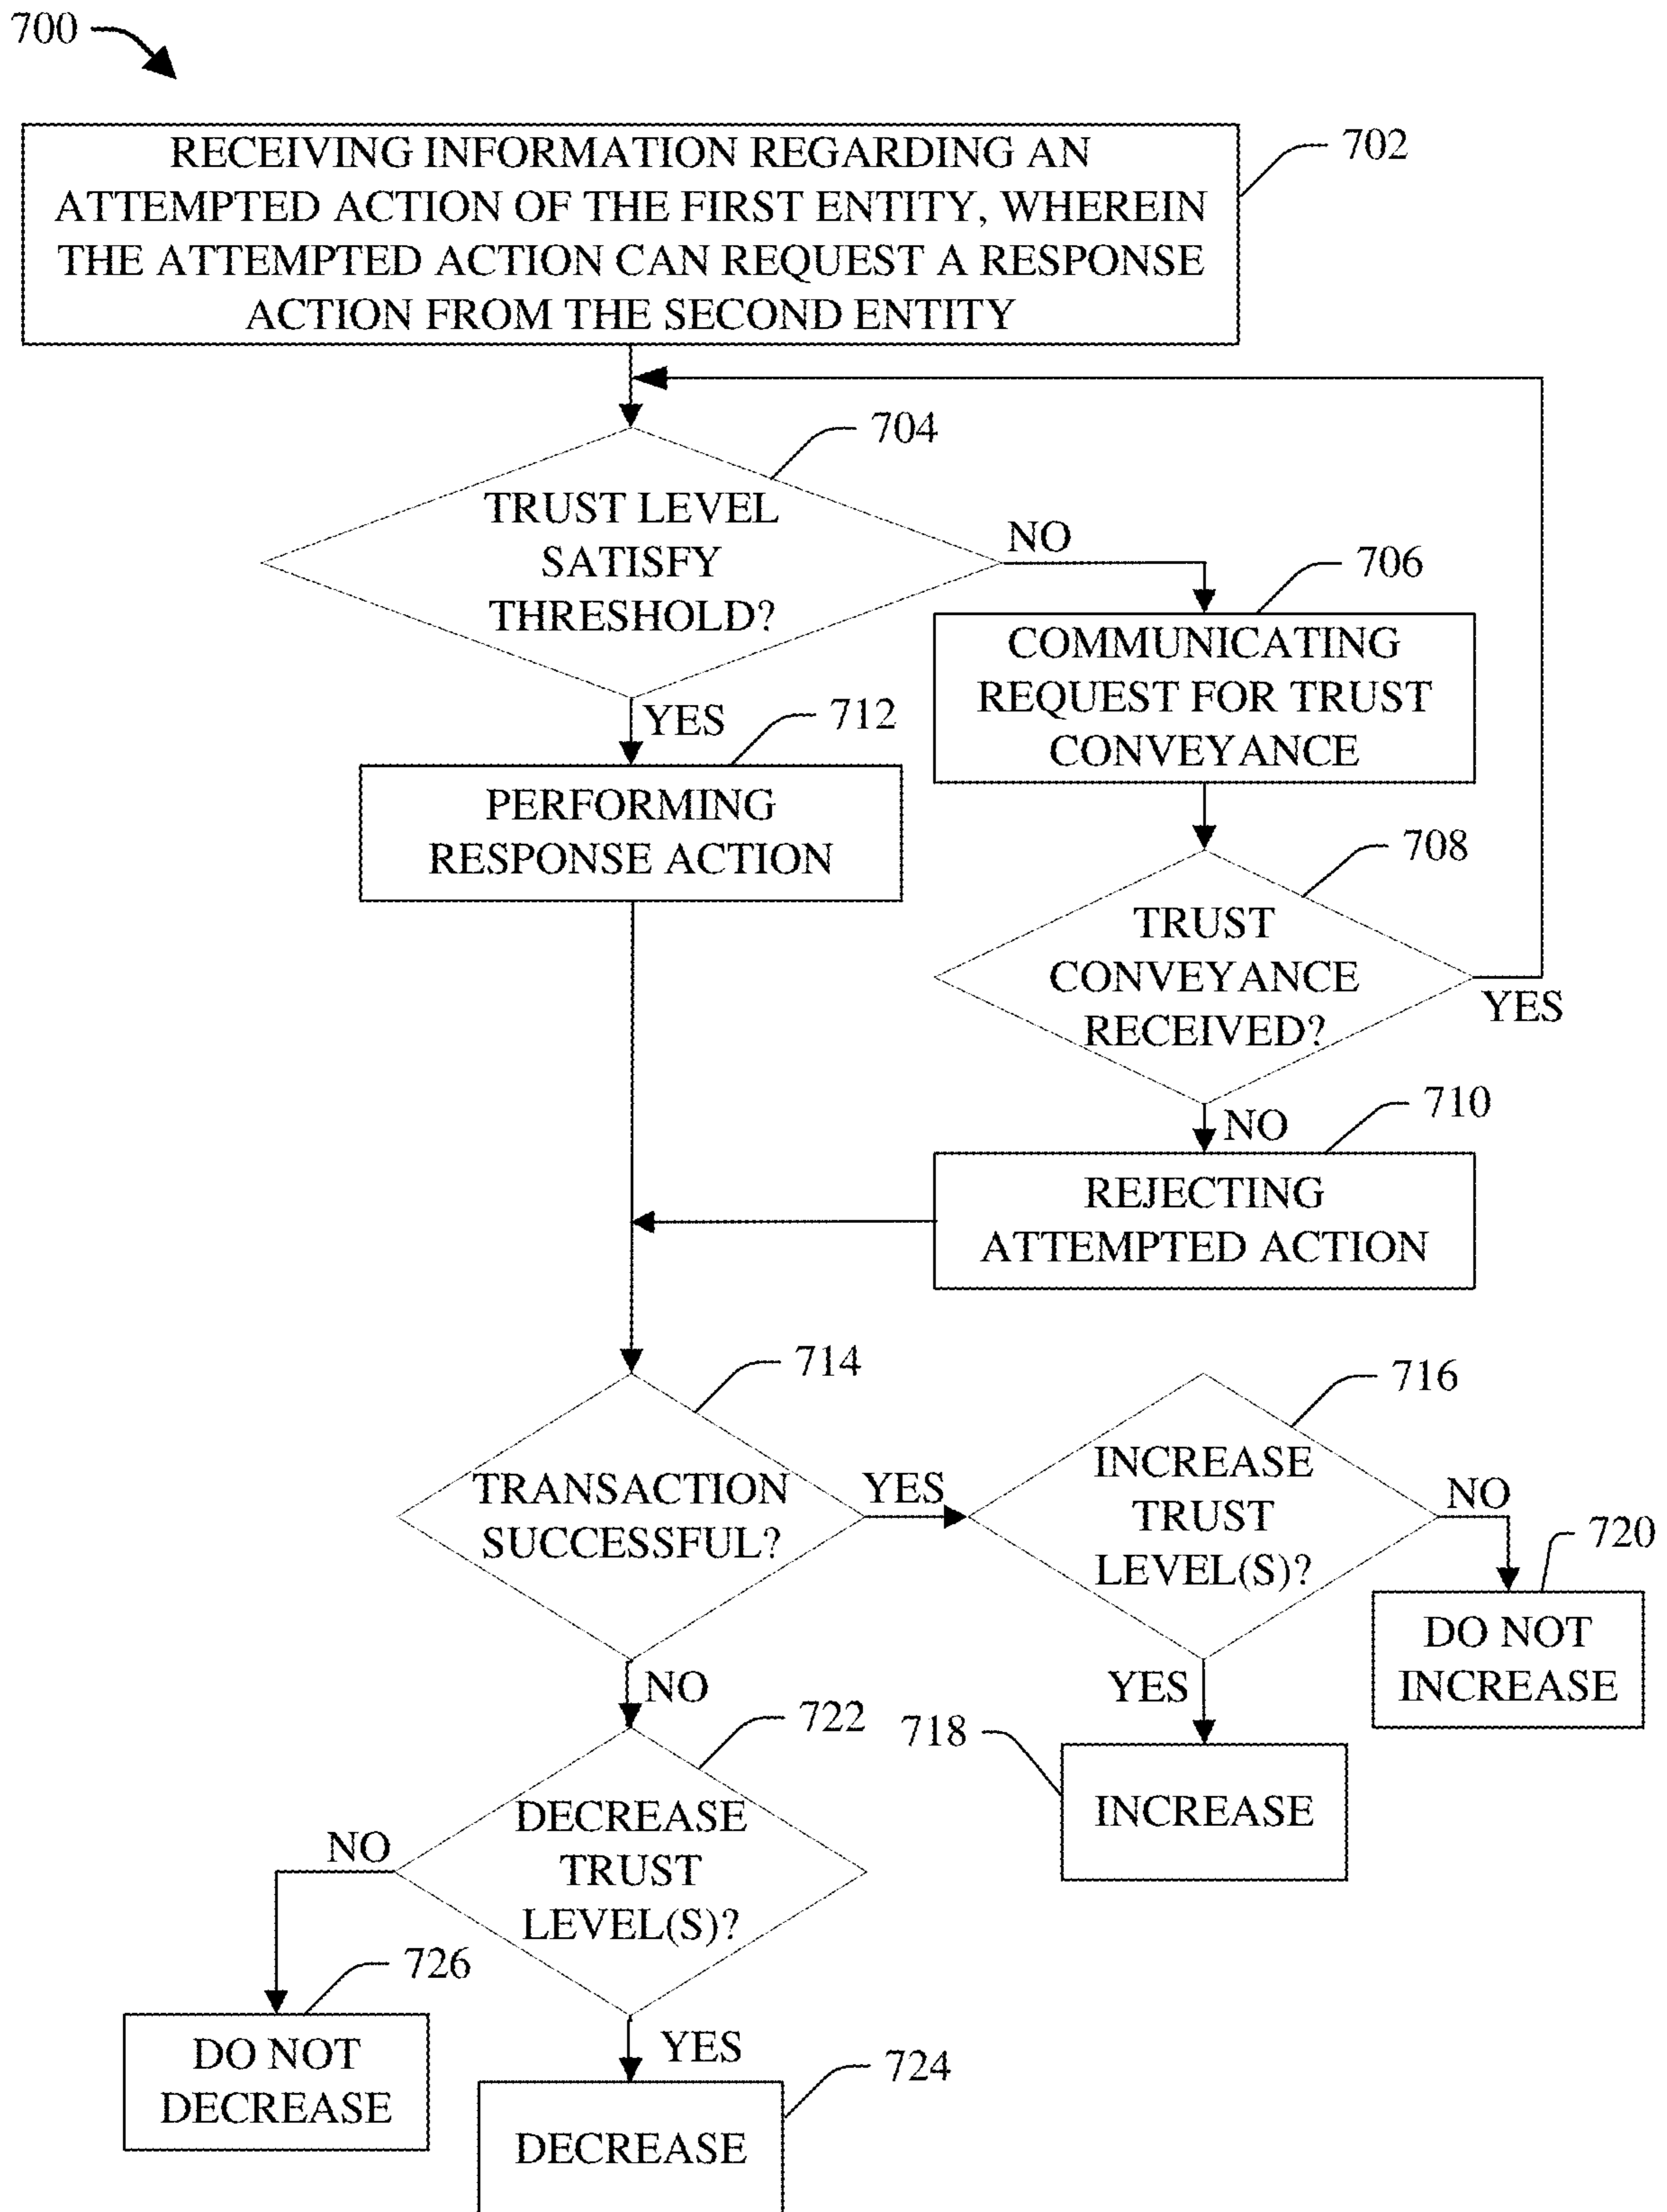 700
RECEIVING INFORMATION REGARDING AN
ATTEMPTED ACTION OF THE FIRST ENTITY, WHEREIN
THE ATTEMPTED ACTION CAN REQUEST A RESPONSE
ACTION FROM THE SECOND ENTITY
702
704
TRUST LEVEL
SATISFY
THRESHOLD?
NO
706
COMMUNICATING
REQUEST FOR TRUST
CONVEYANCE
YES
712
PERFORMING
RESPONSE ACTION
708
TRUST
CONVEYANCE
RECEIVED?
YES
NO
710
REJECTING
ATTEMPTED ACTION
714
TRANSACTION
SUCCESSFUL?
YES
716
INCREASE
TRUST
LEVEL(S)?
NO
720
DO NOT
INCREASE
YES
718
INCREASE
NO
722
DECREASE
TRUST
LEVEL(S)?
NO
726
DO NOT
DECREASE
YES
724
DECREASE